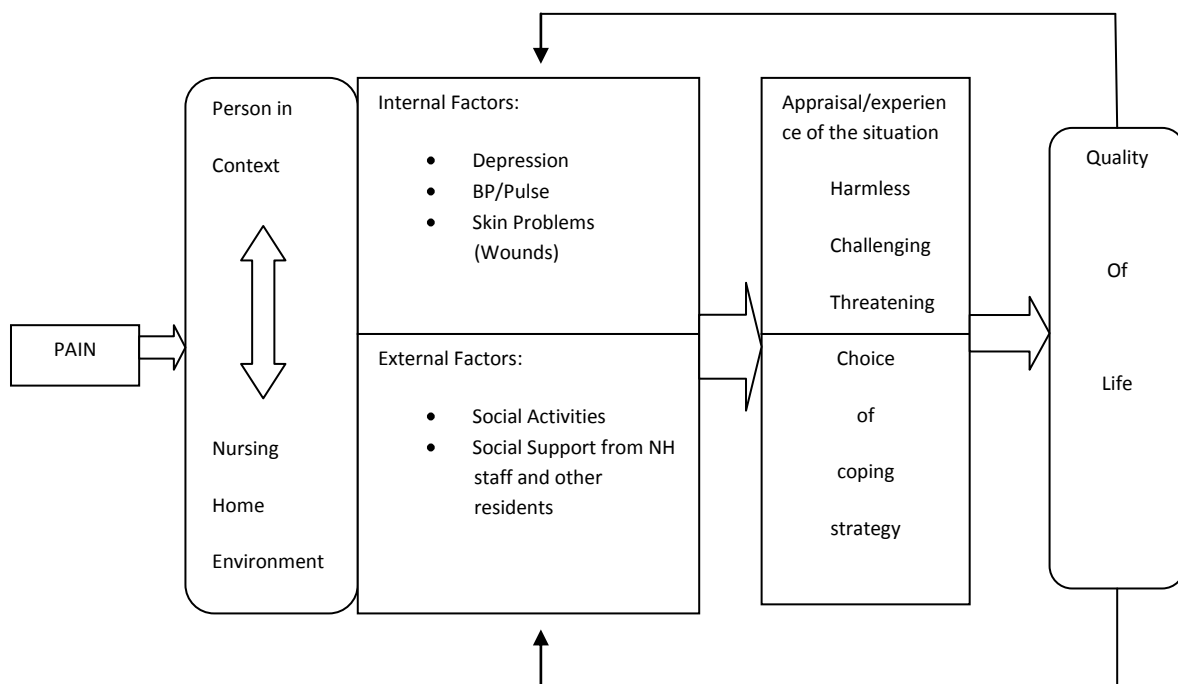 PAIN
Person in
Context
Nursing
Home
Environment
Internal Factors:
• Depression
• BP/Pulse
• Skin Problems
(Wounds)
External Factors:
• Social Activities
• Social Support from NH
staff and other
residents
Appraisal/experien
ce of the situation
Harmless
Challenging
Threatening
Choice
of
coping
strategy
Quality
Of
Life